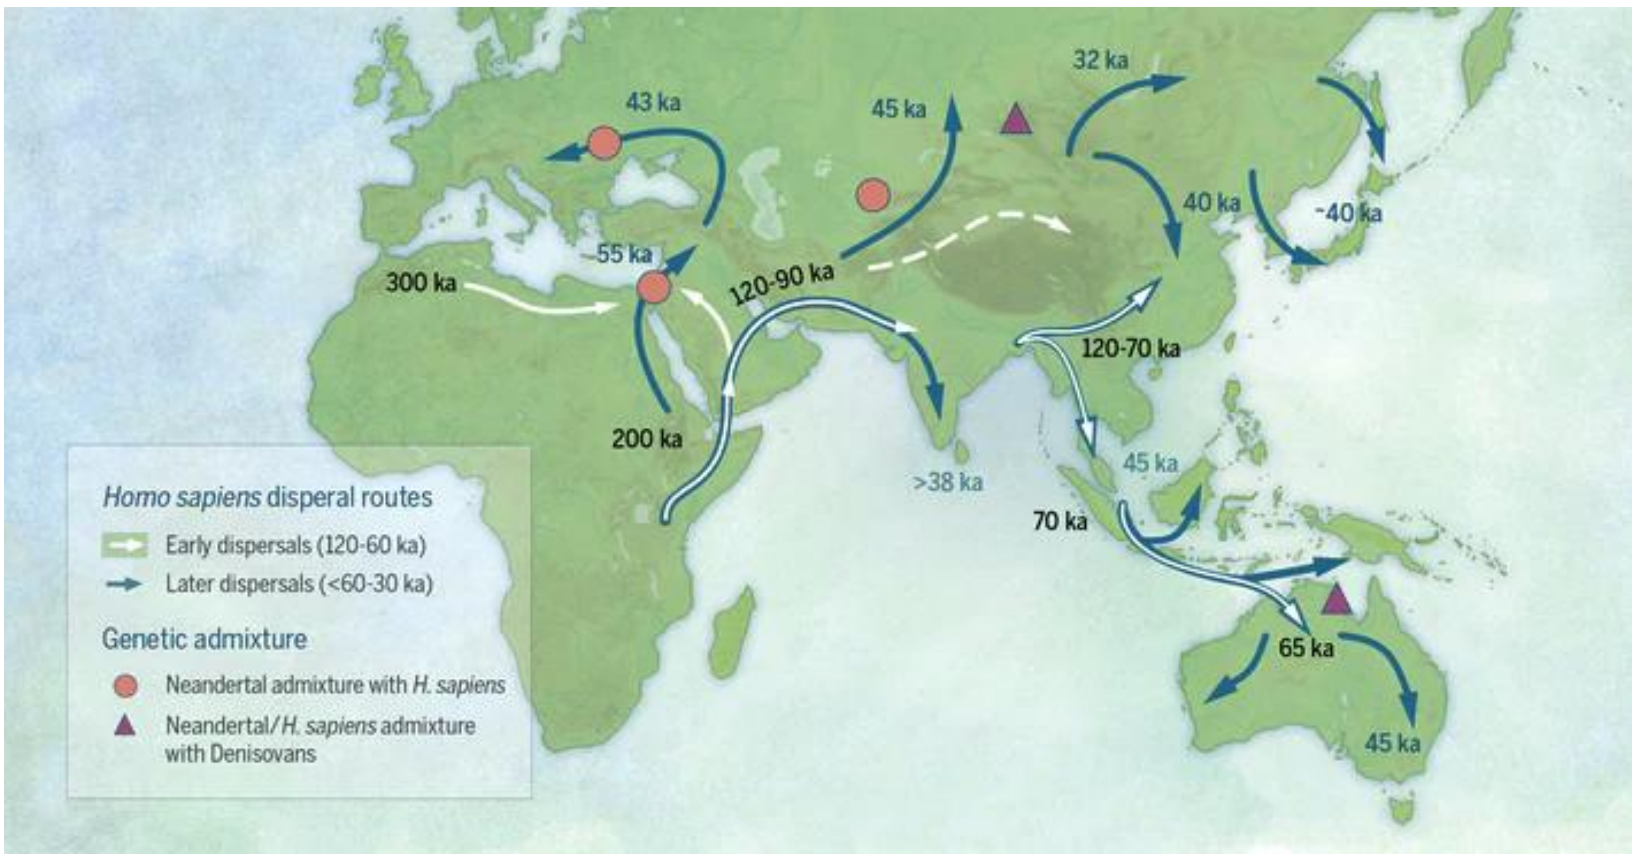 32 ka
43 ka
45 ka
40 ka
~40 ka
~55 ka
300 ka
120-90 ka
120-70 ka
200 ka
45 ka
>38 ka
70 ka
65 ka
45 ka
Homo sapiens disperal routes
Early dispersals (120-60 ka)
Later dispersals (<60-30 ka)
Genetic admixture
Neandertal admixture with H. sapiens
Neandertal/H. sapiens admixture
with Denisovans